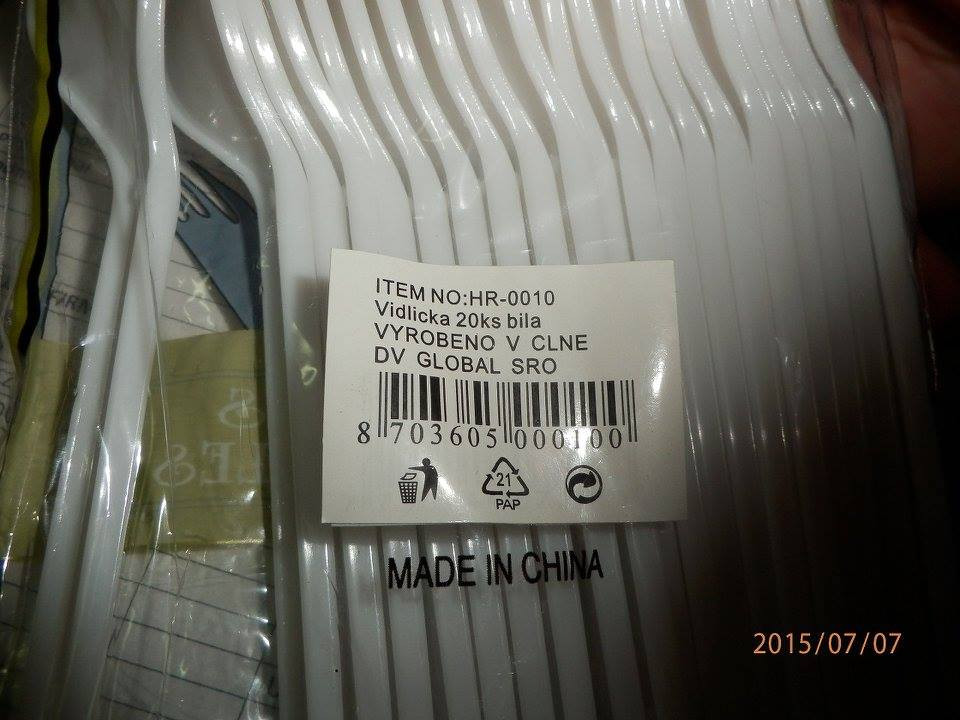 ITEM NO:HR-0010
Vidlicka 20ks bila
VYROBENO V CLNE
DV GLOBAL SRO
8 703605 000100
21
PAP
MADE IN CHINA
2015/07/07